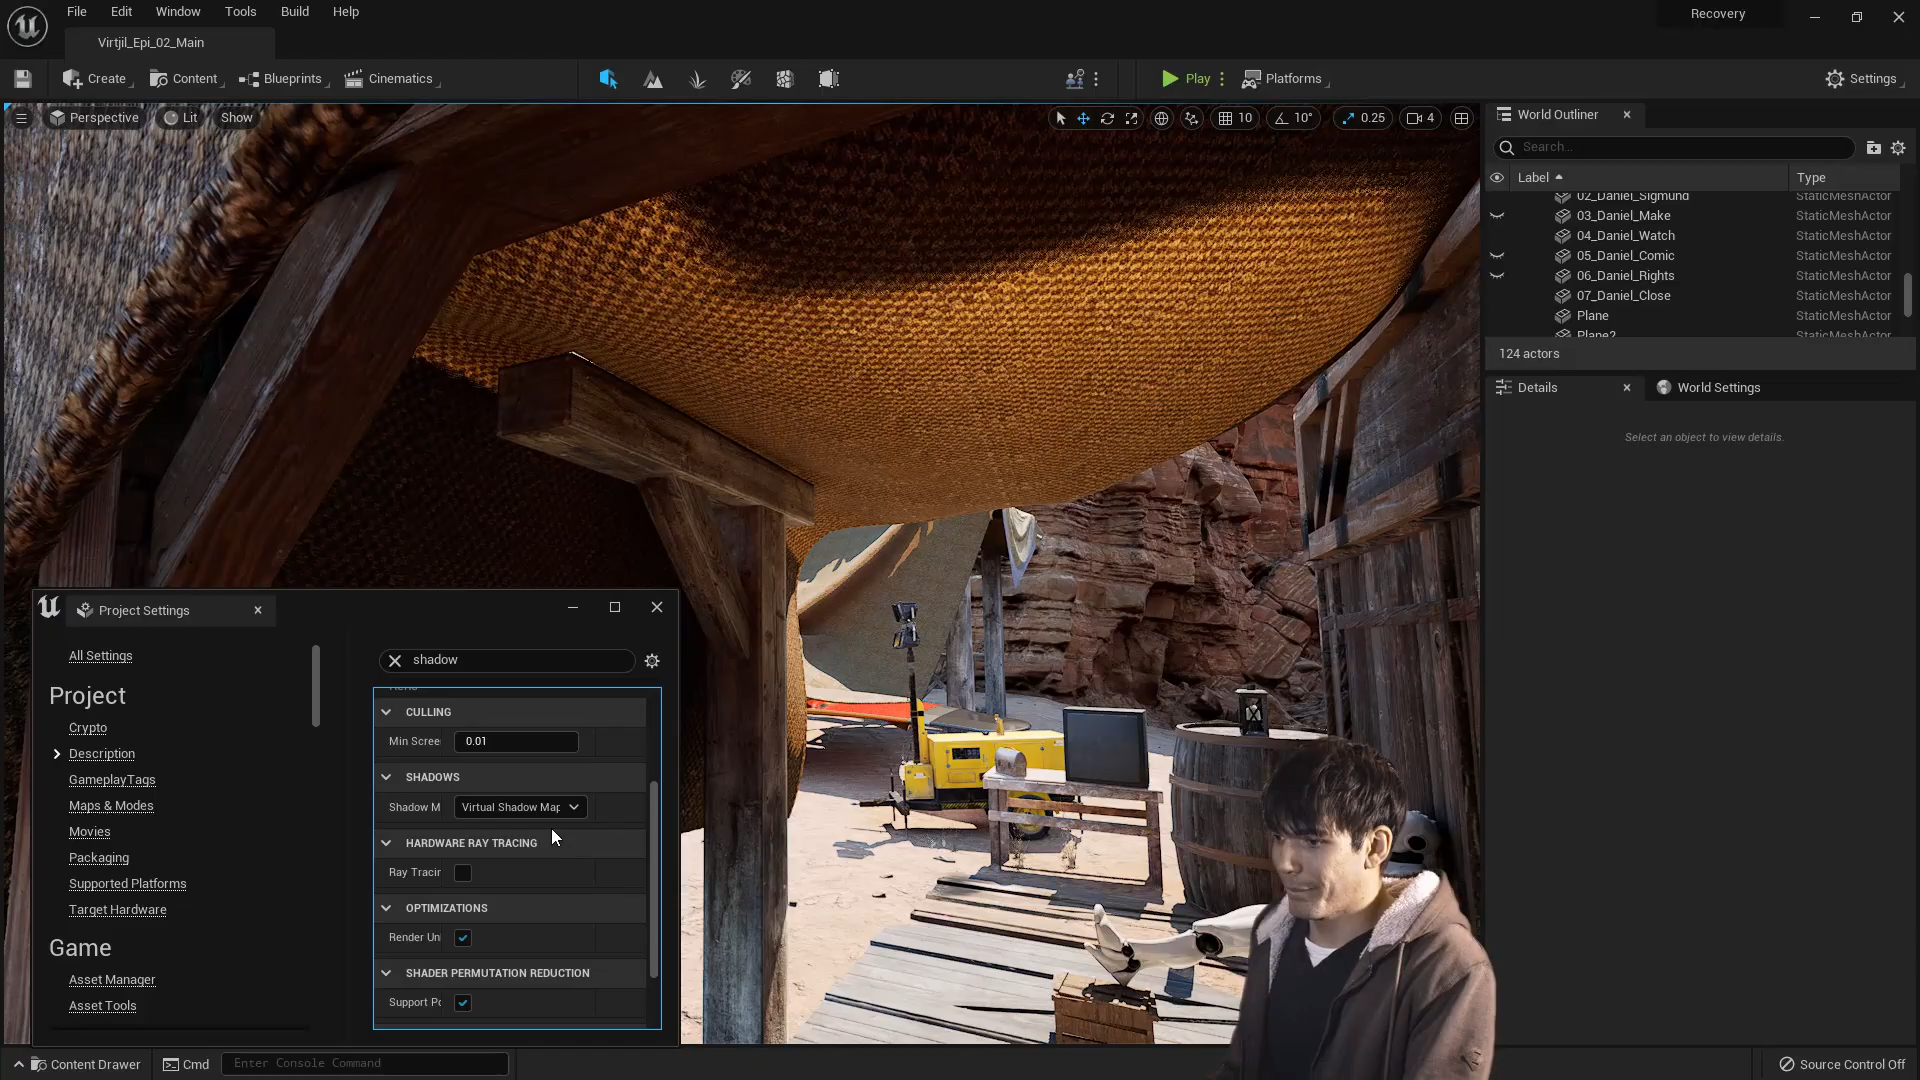 File Edit Window Tools Build Help
Recovery
Virtjil_Epi_02_Main
Create Content Blueprints Cinematics Play Platforms Settings
Perspective Lit Show 10 10° 0.25 4
World Outliner
Search...
Label Type
02_Daniel_Sigmund StaticMeshActor
03_Daniel_Make StaticMeshActor
04_Daniel_Watch StaticMeshActor
05_Daniel_Comic StaticMeshActor
06_Daniel_Rights StaticMeshActor
07_Daniel_Close StaticMeshActor
Plane StaticMeshActor
Plane2 StaticMeshActor
124 actors
Details World Settings
Select an object to view details.
Project Settings
All Settings
Project
Crypto
Description
GameplayTags
Maps & Modes
Movies
Packaging
Supported Platforms
Target Hardware
Game
Asset Manager
Asset Tools
shadow
CULLING
Min Scree 0.01
SHADOWS
Shadow M Virtual Shadow Map
HARDWARE RAY TRACING
Ray Tracin
OPTIMIZATIONS
Render Un
SHADER PERMUTATION REDUCTION
Support Po
Content Drawer Cmd Enter Console Command Source Control Off